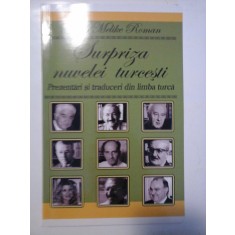 Melike Roman
Surpriza
nuvelei turcești
Prezentări și traduceri din limba turcă